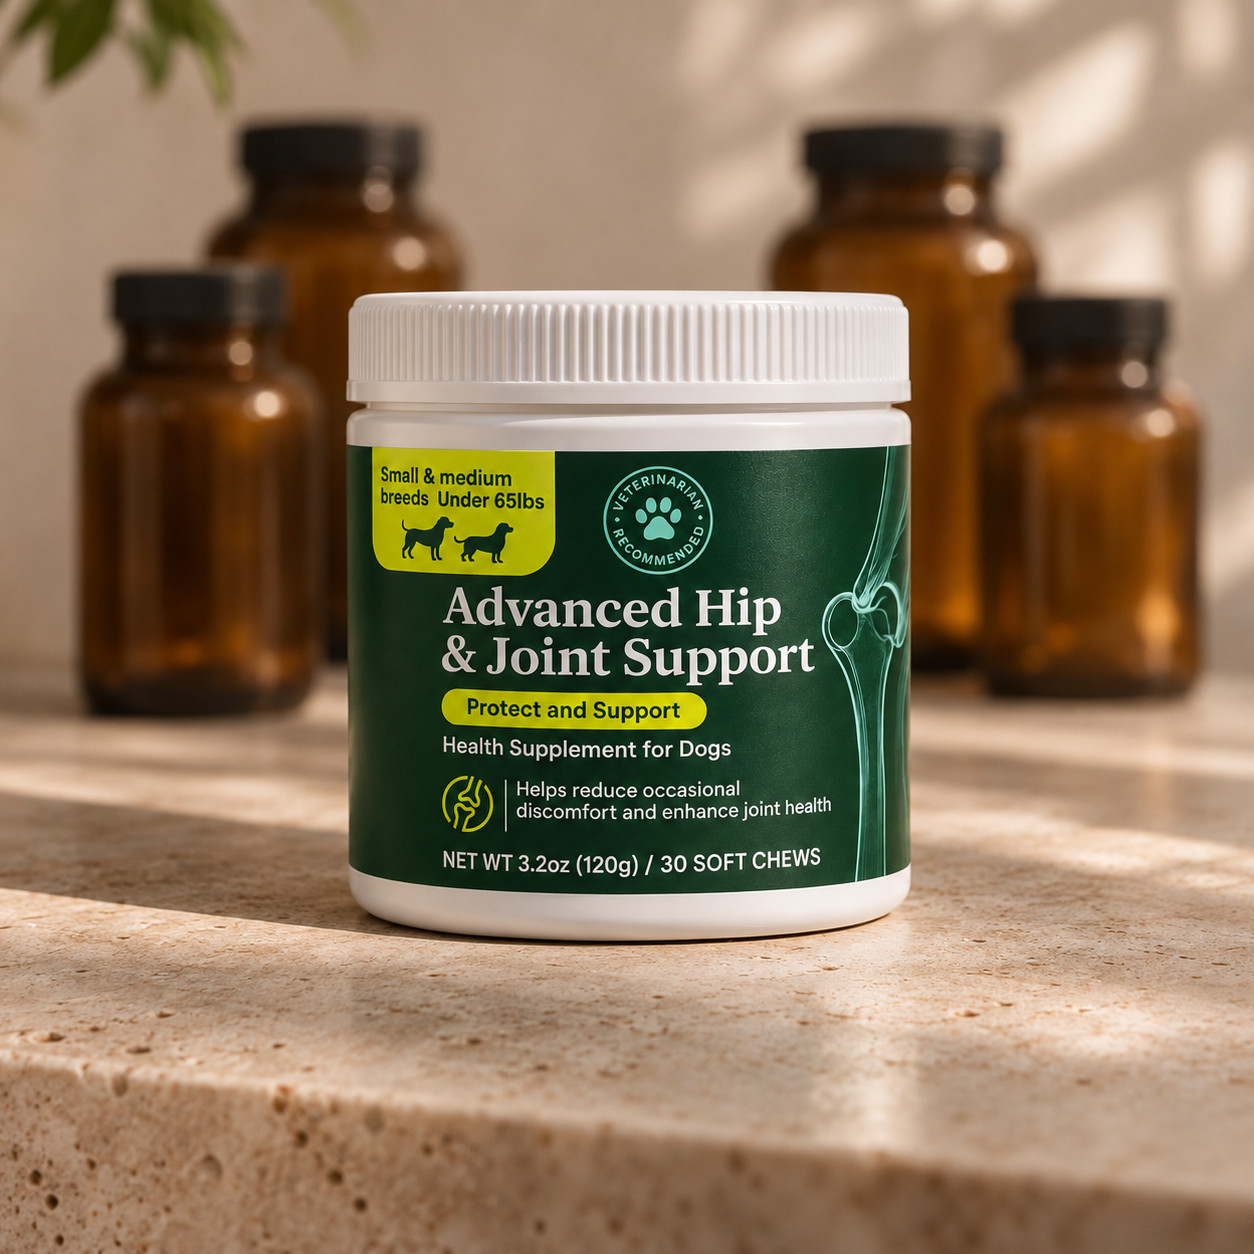 Small & medium
breeds Under 65lbs
VETERINARIAN
RECOMMENDED
Advanced Hip
& Joint Support
Protect and Support
Health Supplement for Dogs
Helps reduce occasional
discomfort and enhance joint health
NET WT 3.2oz (120g) / 30 SOFT CHEWS